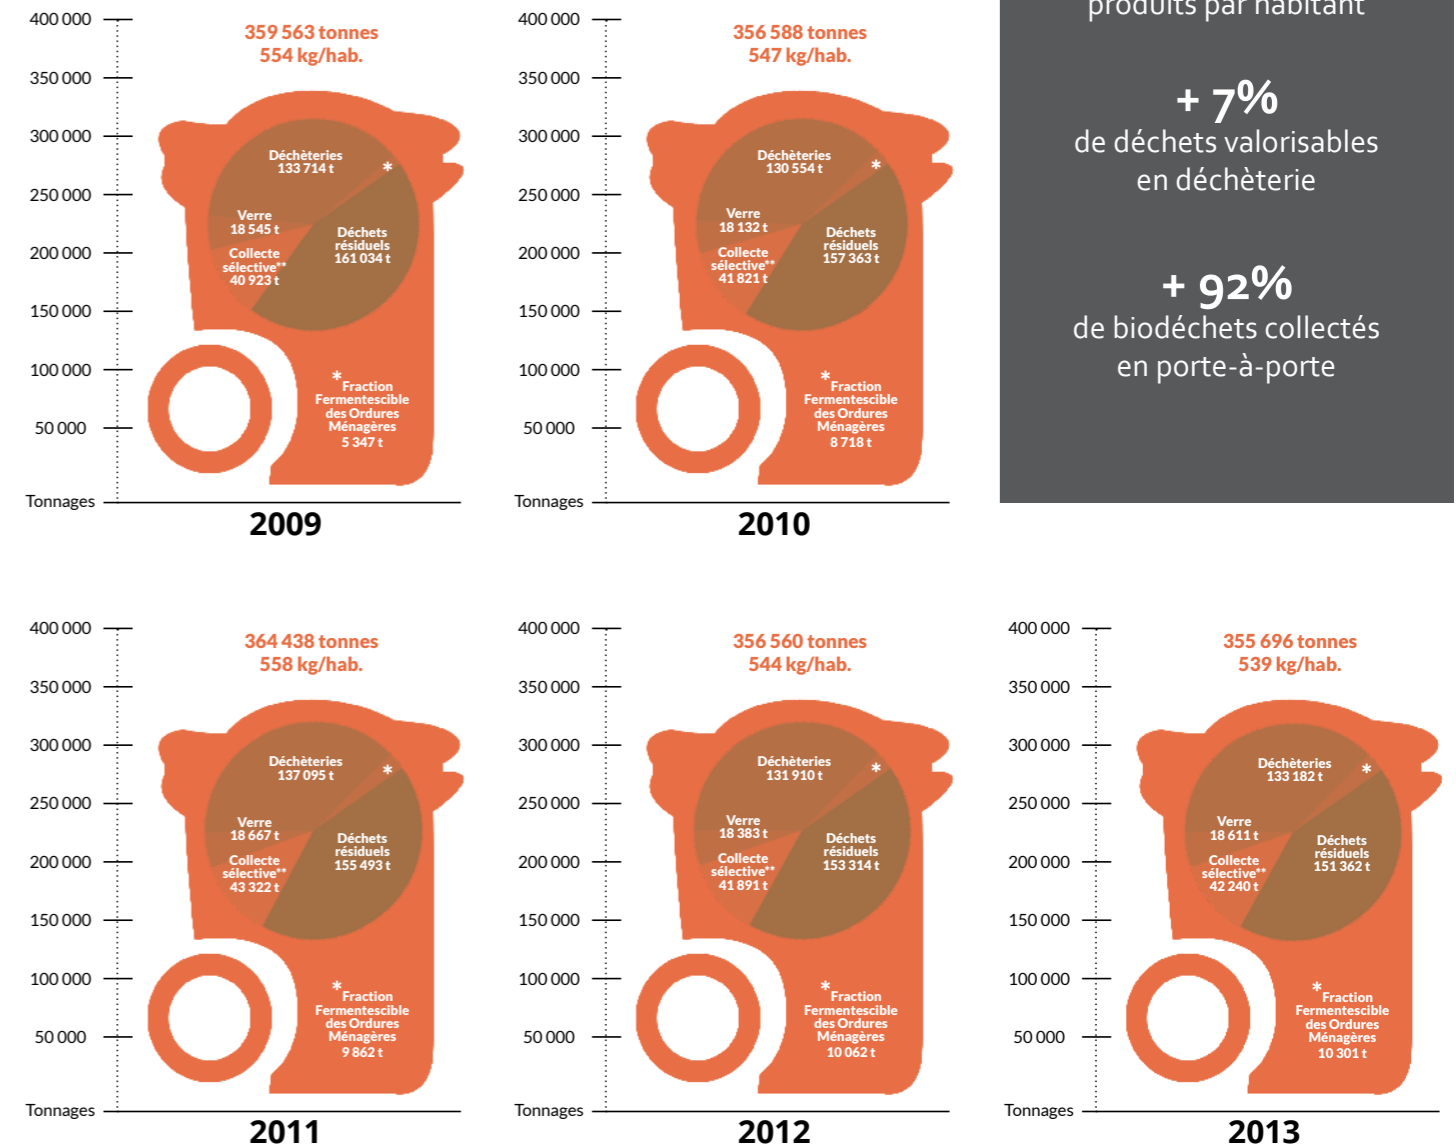 400 000
350 000
300 000
250 000
200 000
150 000
100 000
50 000
Tonnages
359 563 tonnes
554 kg/hab.
Déchèteries
133 714 t
*
Verre
18 545 t
Collecte
sélective**
40 923 t
Déchets
résiduels
161 034 t
*
Fraction
Fermentescible
des Ordures
Ménagères
5 347 t
2009
400 000
350 000
300 000
250 000
200 000
150 000
100 000
50 000
Tonnages
356 588 tonnes
547 kg/hab.
Déchèteries
130 554 t
*
Verre
18 132 t
Collecte
sélective**
41 821 t
Déchets
résiduels
157 363 t
*
Fraction
Fermentescible
des Ordures
Ménagères
8 718 t
2010
produits par habitant
+ 7%
de déchets valorisables
en déchèterie
+ 92%
de biodéchets collectés
en porte-à-porte
400 000
350 000
300 000
250 000
200 000
150 000
100 000
50 000
Tonnages
364 438 tonnes
558 kg/hab.
Déchèteries
137 095 t
*
Verre
18 667 t
Collecte
sélective**
43 322 t
Déchets
résiduels
155 493 t
*
Fraction
Fermentescible
des Ordures
Ménagères
9 862 t
2011
400 000
350 000
300 000
250 000
200 000
150 000
100 000
50 000
Tonnages
356 560 tonnes
544 kg/hab.
Déchèteries
131 910 t
*
Verre
18 383 t
Collecte
sélective**
41 891 t
Déchets
résiduels
153 314 t
*
Fraction
Fermentescible
des Ordures
Ménagères
10 062 t
2012
400 000
350 000
300 000
250 000
200 000
150 000
100 000
50 000
Tonnages
355 696 tonnes
539 kg/hab.
Déchèteries
133 182 t
*
Verre
18 611 t
Collecte
sélective**
42 240 t
Déchets
résiduels
151 362 t
*
Fraction
Fermentescible
des Ordures
Ménagères
10 301 t
2013